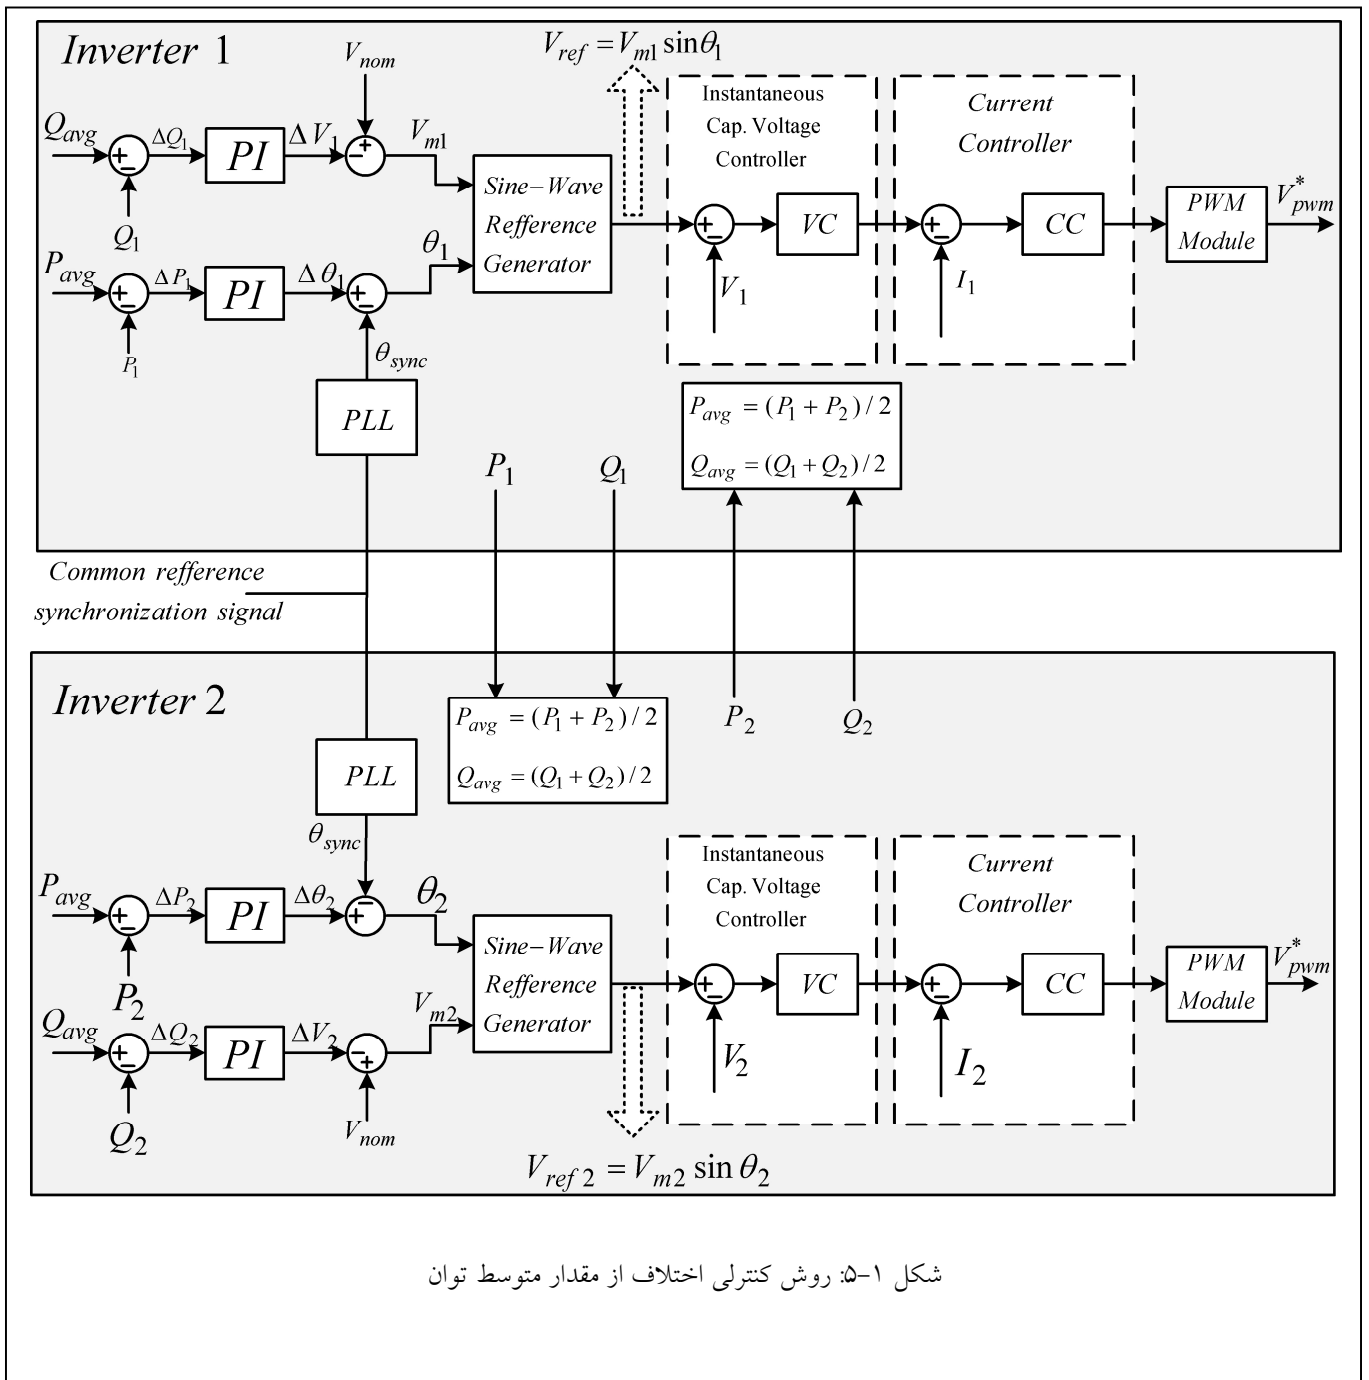 Inverter 1
V_nom
V_ref = V_m1 sinθ_1
Instantaneous
Cap. Voltage
Controller
Current
Controller
Q_avg
+
−
ΔQ_1
PI
ΔV_1
−
+
V_m1
Q_1
P_avg
+
−
ΔP_1
PI
Δθ_1
+
−
θ_1
P_1
θ_sync
PLL
Sine–Wave
Refference
Generator
+
−
VC
V_1
+
−
CC
I_1
PWM
Module
V*_pwm
P_avg = (P_1 + P_2) / 2
Q_avg = (Q_1 + Q_2) / 2
P_1
Q_1
Common refference
synchronization signal
Inverter 2
P_avg = (P_1 + P_2) / 2
Q_avg = (Q_1 + Q_2) / 2
P_2
Q_2
PLL
θ_sync
Instantaneous
Cap. Voltage
Controller
Current
Controller
P_avg
+
−
ΔP_2
PI
Δθ_2
+
−
θ_2
P_2
Q_avg
+
−
ΔQ_2
PI
ΔV_2
−
+
V_m2
Q_2
V_nom
Sine–Wave
Refference
Generator
+
−
VC
V_2
+
−
CC
I_2
PWM
Module
V*_pwm
V_ref 2 = V_m2 sin θ_2
شکل ۱-۵: روش کنترلی اختلاف از مقدار متوسط توان